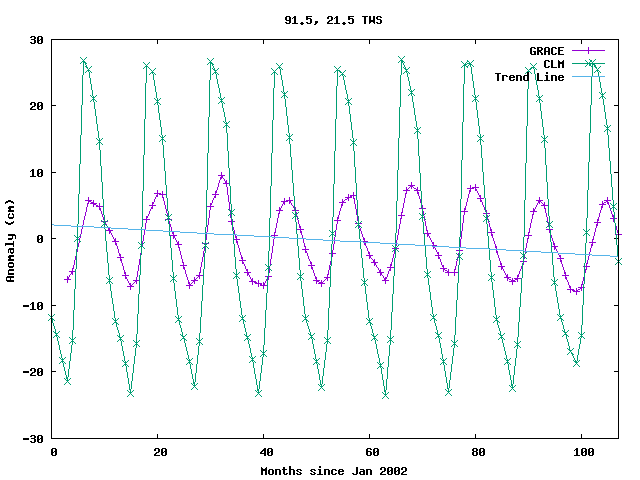 91.5, 21.5 TWS
GRACE
CLM
Trend Line
30
20
10
0
-10
-20
-30
Anomaly (cm)
0 20 40 60 80 100
Months since Jan 2002